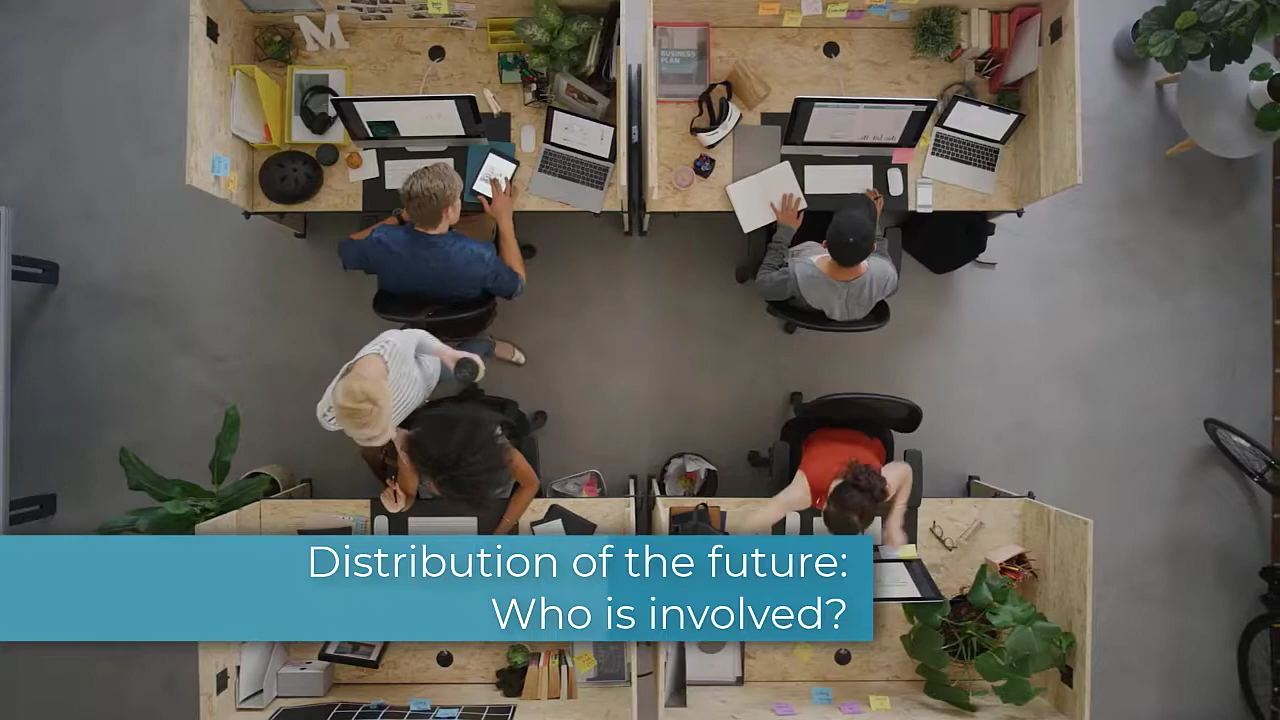 M
BUSINESS
PLAN
Distribution of the future:
Who is involved?